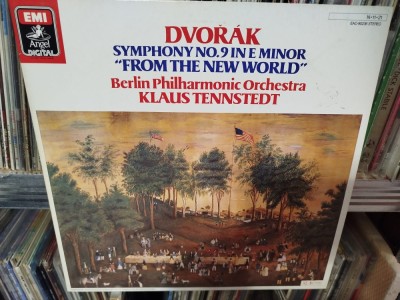 EMI
Angel
DIGITAL
DVOŘÁK
SYMPHONY NO.9 IN E MINOR
"FROM THE NEW WORLD"
Berlin Philharmonic Orchestra
KLAUS TENNSTEDT